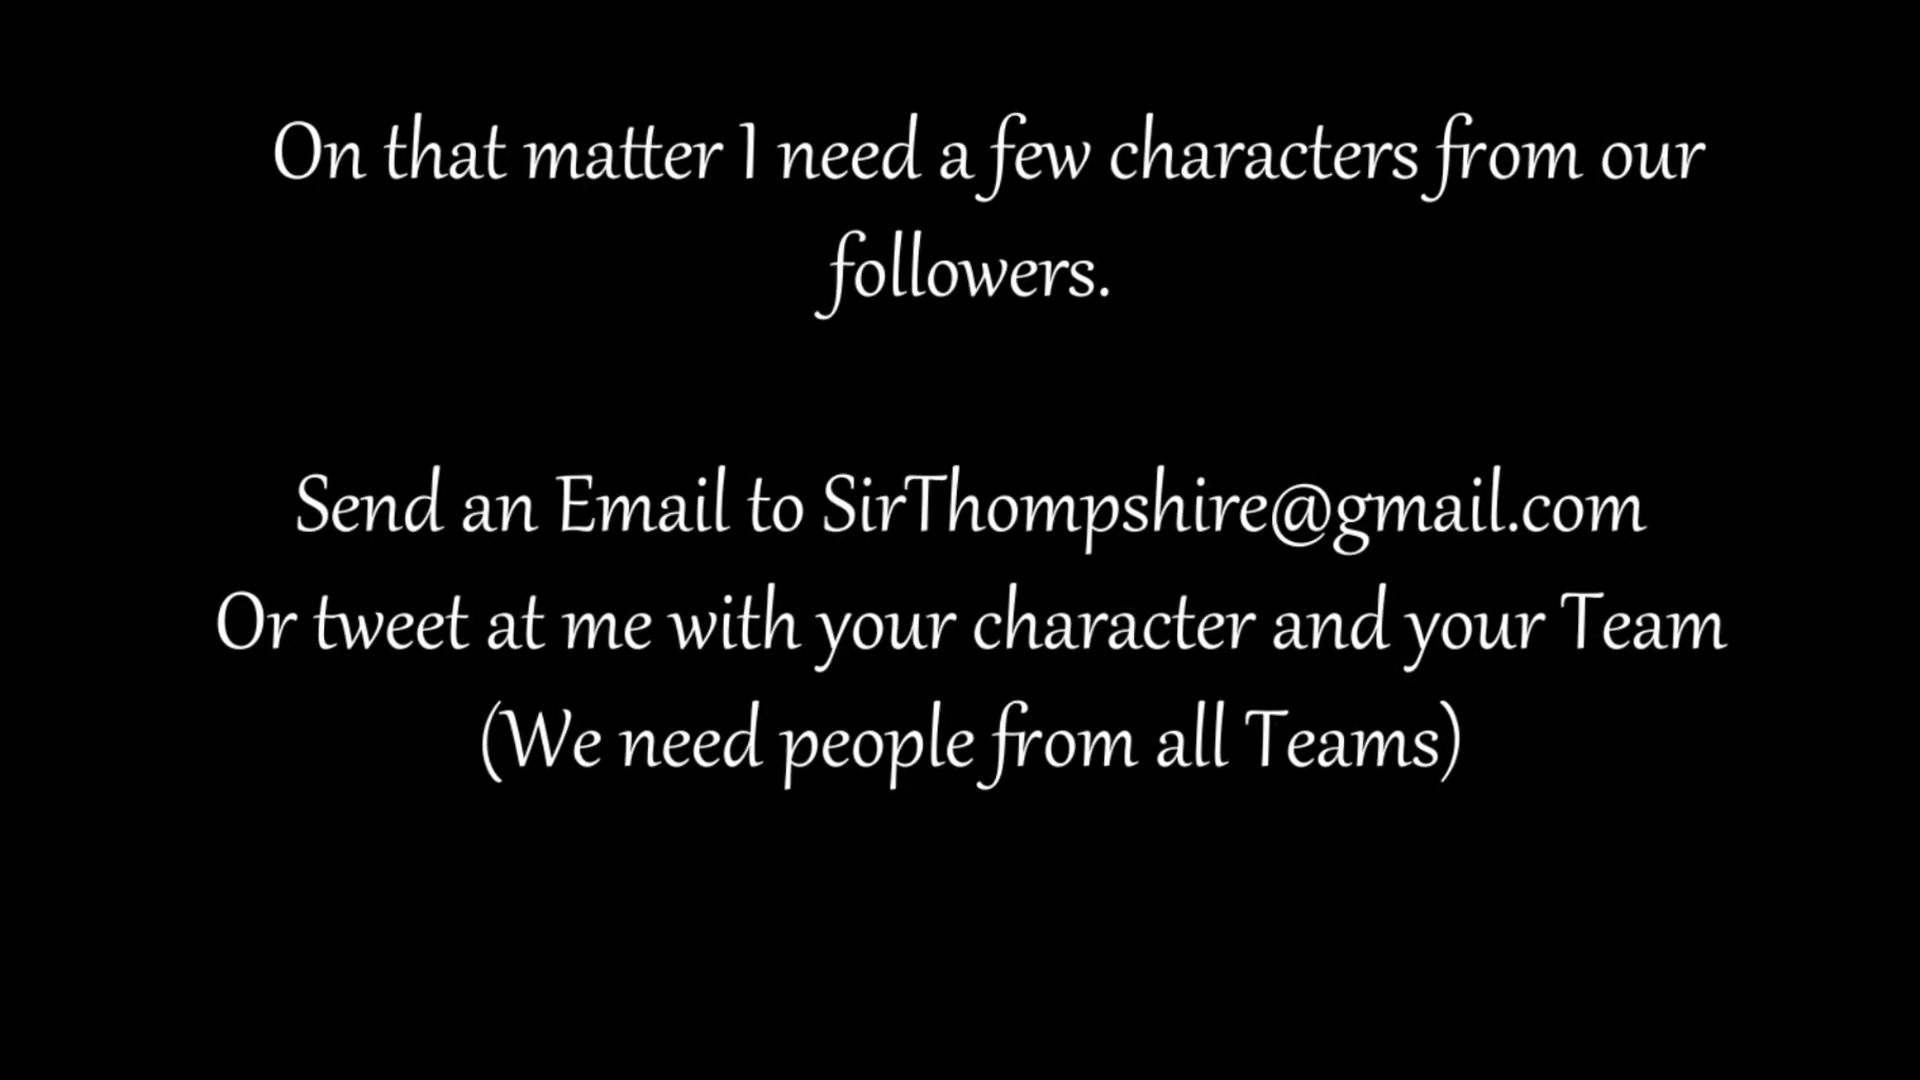 On that matter I need a few characters from our
followers.
Send an Email to SirThompshire@gmail.com
Or tweet at me with your character and your Team
(We need people from all Teams)